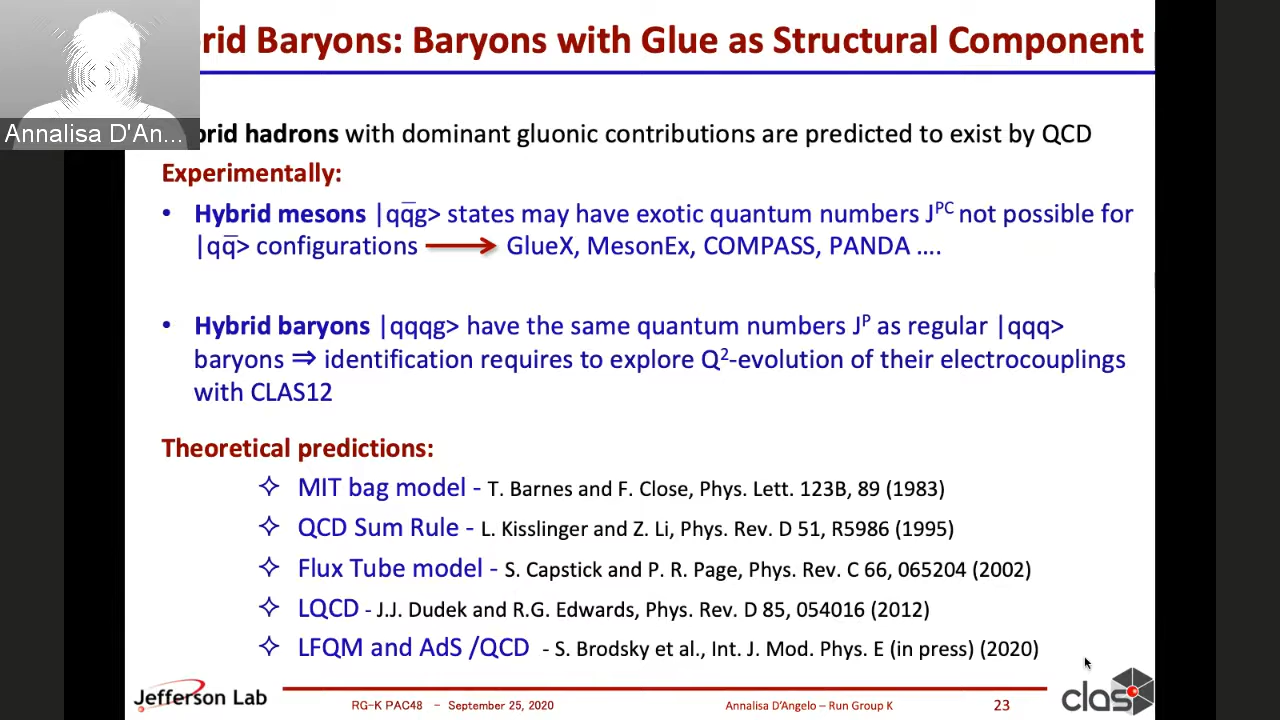 rid Baryons: Baryons with Glue as Structural Component
Annalisa D'An...
brid hadrons with dominant gluonic contributions are predicted to exist by QCD
Experimentally:
• Hybrid mesons |qq̅g> states may have exotic quantum numbers J^PC not possible for
|qq̅> configurations ⟶ GlueX, MesonEx, COMPASS, PANDA ….
• Hybrid baryons |qqqg> have the same quantum numbers J^P as regular |qqq>
baryons ⇒ identification requires to explore Q²-evolution of their electrocouplings
with CLAS12
Theoretical predictions:
✧ MIT bag model - T. Barnes and F. Close, Phys. Lett. 123B, 89 (1983)
✧ QCD Sum Rule - L. Kisslinger and Z. Li, Phys. Rev. D 51, R5986 (1995)
✧ Flux Tube model - S. Capstick and P. R. Page, Phys. Rev. C 66, 065204 (2002)
✧ LQCD - J.J. Dudek and R.G. Edwards, Phys. Rev. D 85, 054016 (2012)
✧ LFQM and AdS /QCD - S. Brodsky et al., Int. J. Mod. Phys. E (in press) (2020)
Jefferson Lab
RG-K PAC48 – September 25, 2020
Annalisa D'Angelo – Run Group K
23
clas